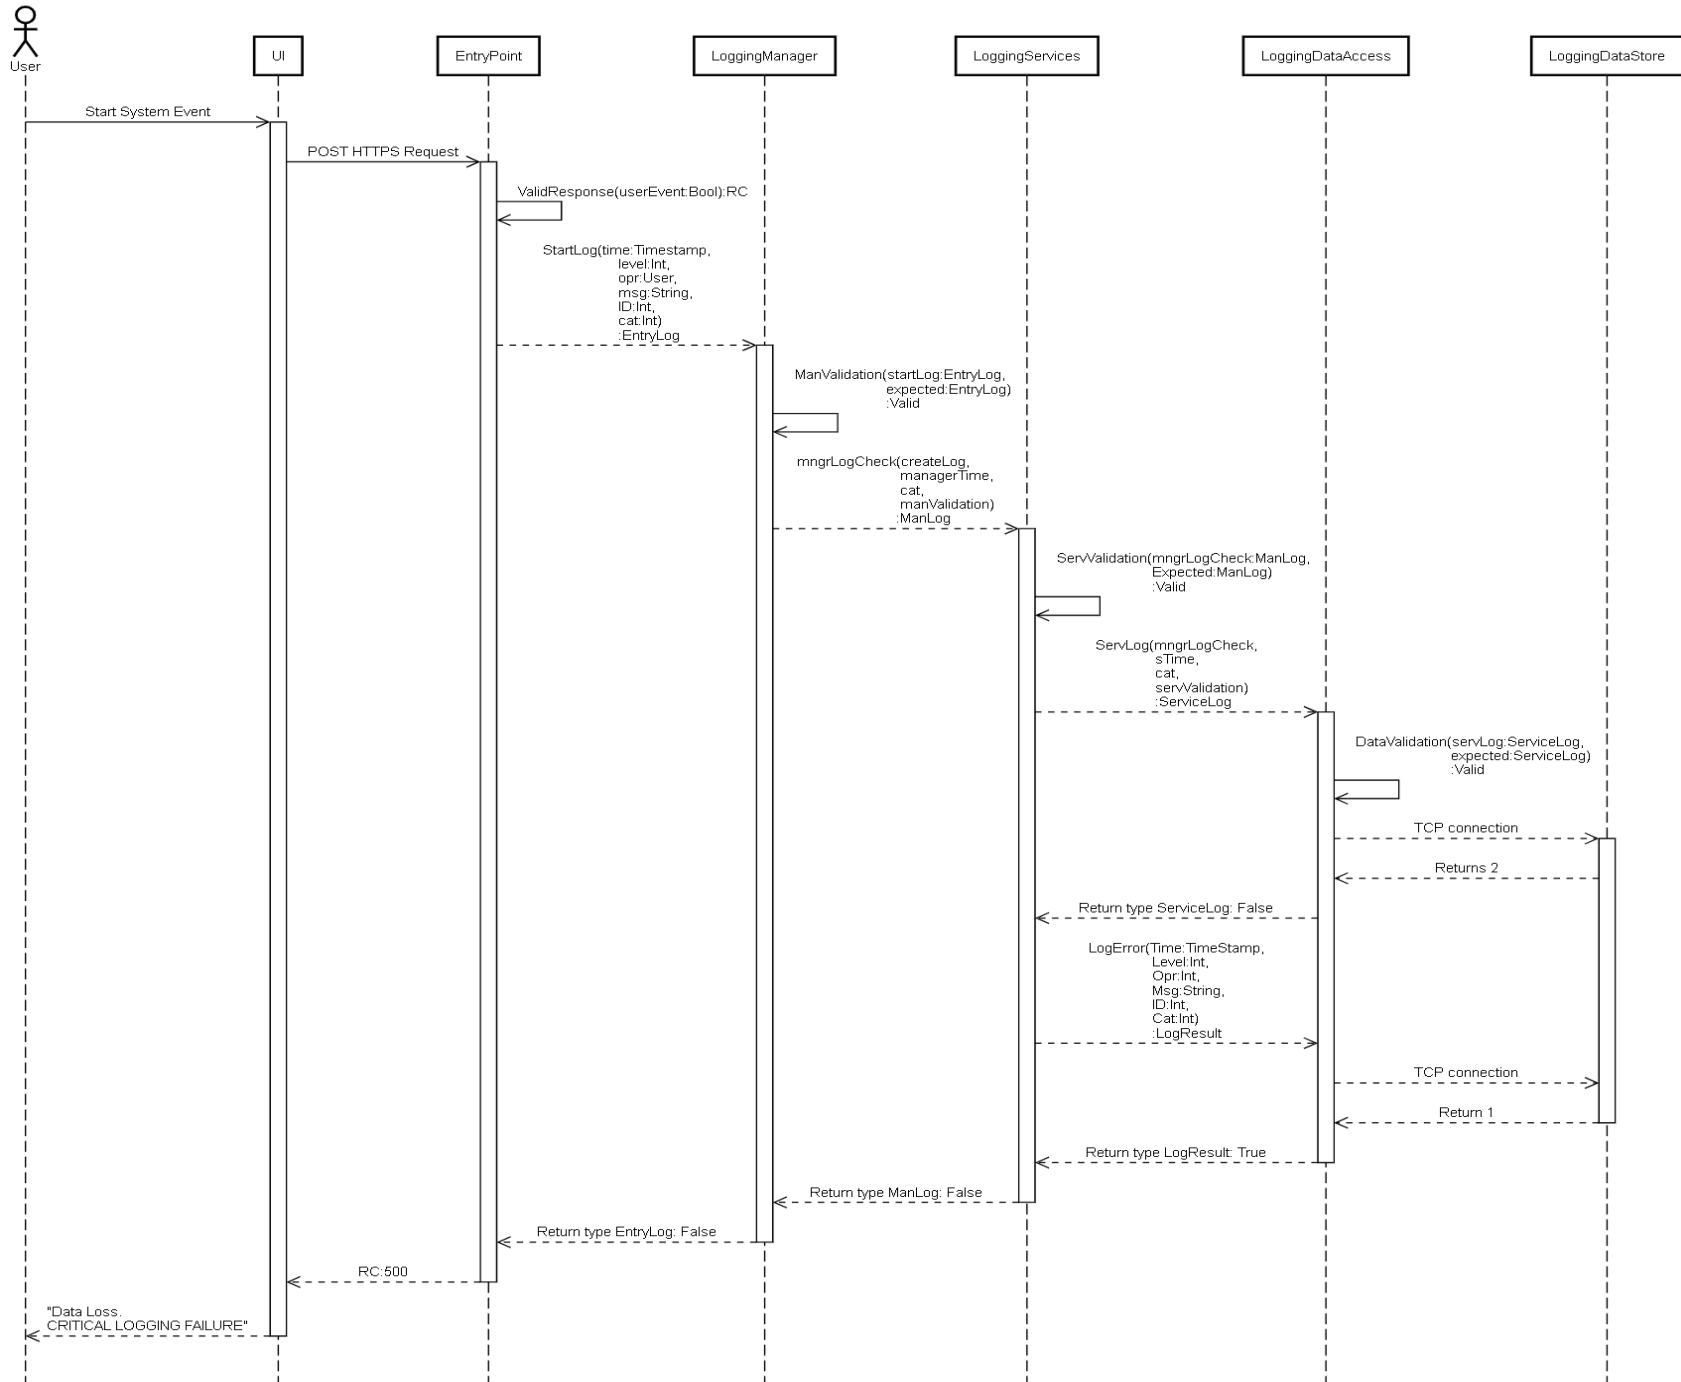 User
UI
EntryPoint
LoggingManager
LoggingServices
LoggingDataAccess
LoggingDataStore
Start System Event
POST HTTPS Request
ValidResponse(userEvent:Bool):RC
StartLog(time:Timestamp,
level:Int,
opr:User,
msg:String,
ID:Int,
cat:Int)
:EntryLog
ManValidation(startLog:EntryLog,
expected:EntryLog)
:Valid
mngrLogCheck(createLog,
managerTime,
cat,
manValidation)
:ManLog
ServValidation(mngrLogCheck:ManLog,
Expected:ManLog)
:Valid
ServLog(mngrLogCheck,
sTime,
cat,
servValidation)
:ServiceLog
DataValidation(servLog:ServiceLog,
expected:ServiceLog)
:Valid
TCP connection
Returns 2
Return type ServiceLog: False
LogError(Time:TimeStamp,
Level:Int,
Opr:Int,
Msg:String,
ID:Int,
Cat:Int)
:LogResult
TCP connection
Return 1
Return type LogResult: True
Return type ManLog: False
Return type EntryLog: False
RC:500
"Data Loss.
CRITICAL LOGGING FAILURE"